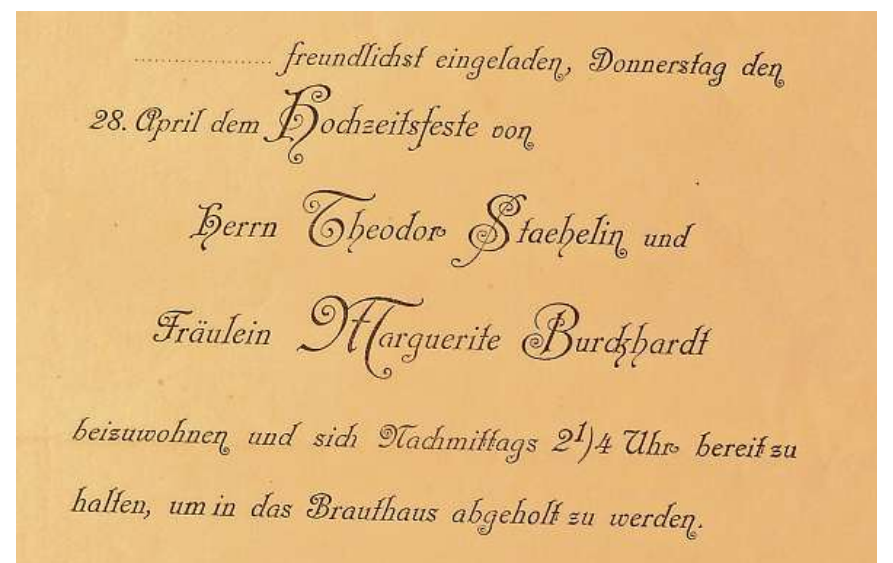 .................... freundlichst eingeladen, Donnerstag den
28. April dem Hochzeitsfeste von
Herrn Theodor Staehelin und
Fräulein Marguerite Burckhardt
beizuwohnen und sich Nachmittags 2 1)4 Uhr bereit zu
halten, um in das Brauthaus abgeholt zu werden.